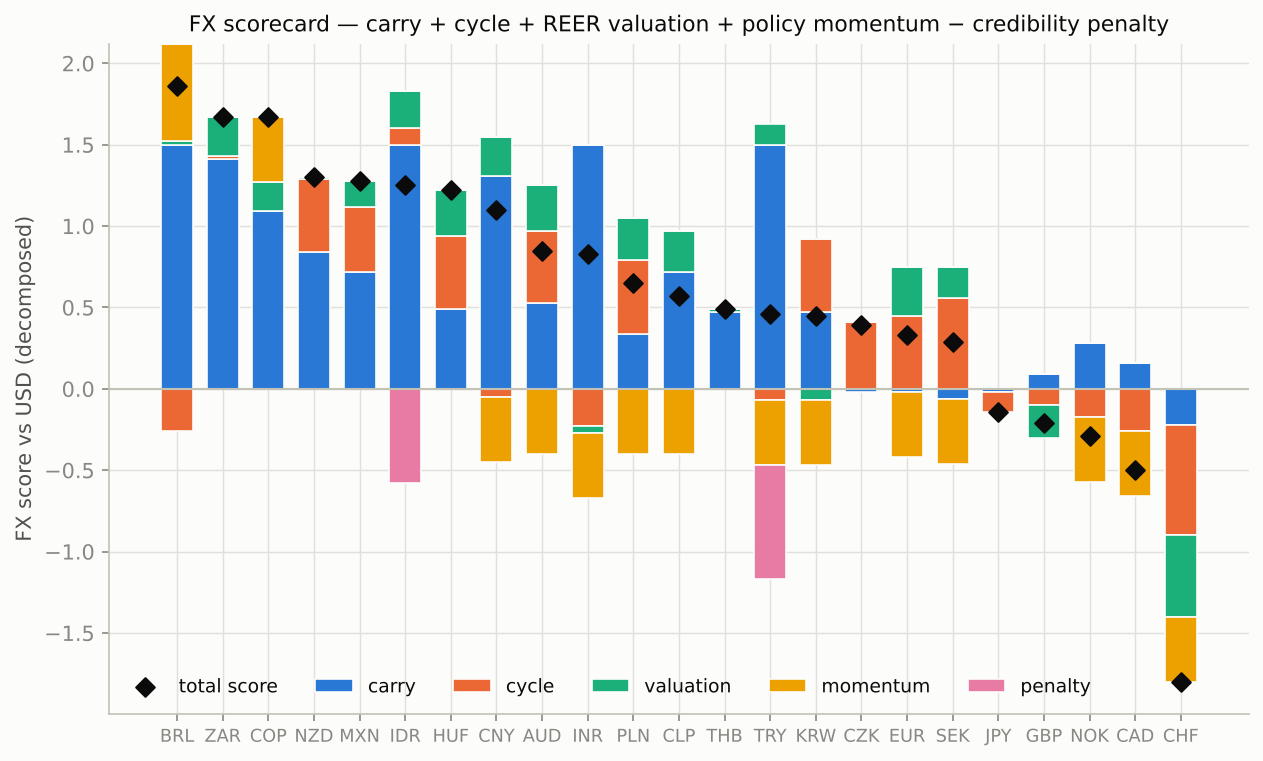 FX scorecard — carry + cycle + REER valuation + policy momentum − credibility penalty
FX score vs USD (decomposed)
2.0
1.5
1.0
0.5
0.0
−0.5
−1.0
−1.5
total score carry cycle valuation momentum penalty
BRL ZAR COP NZD MXN IDR HUF CNY AUD INR PLN CLP THB TRY KRW CZK EUR SEK JPY GBP NOK CAD CHF